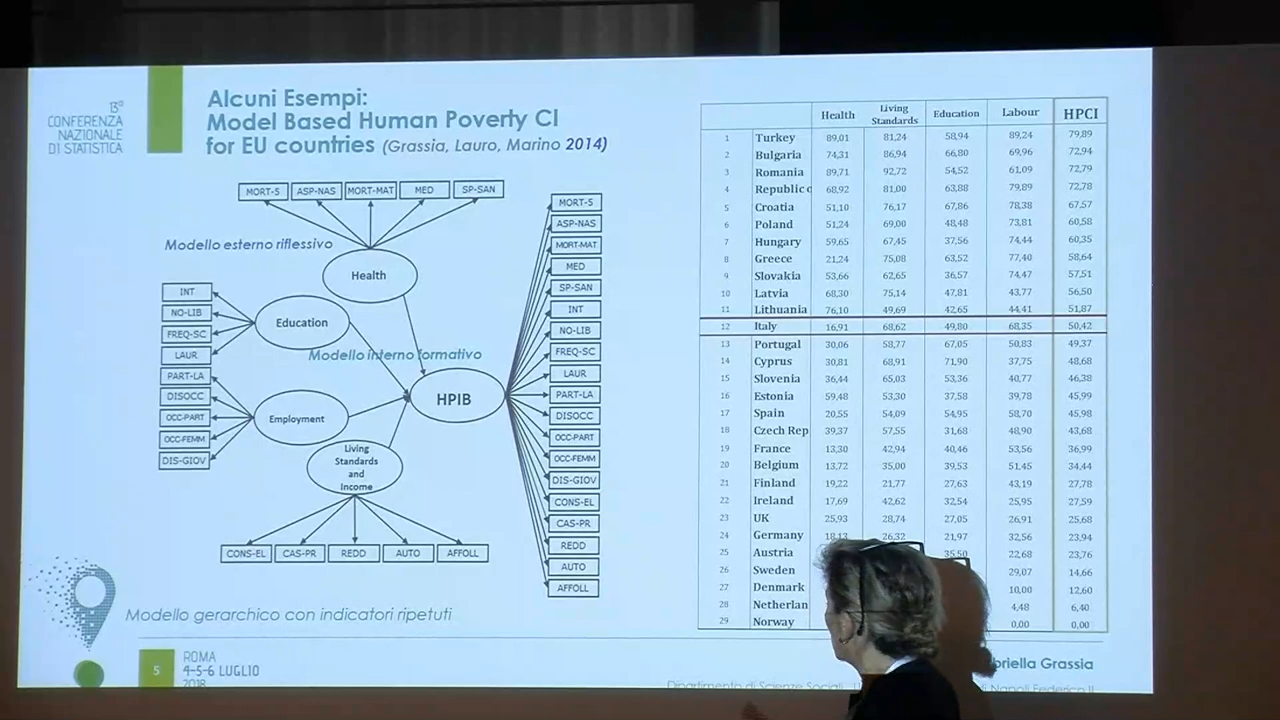 13a
CONFERENZA
NAZIONALE
DI STATISTICA
Alcuni Esempi:
Model Based Human Poverty CI
for EU countries (Grassia, Lauro, Marino 2014)
MORT-5 ASP-NAS MORT-MAT MED SP-SAN
Modello esterno riflessivo
Health
INT
NO-LIB
FREQ-SC
LAUR
PART-LA
DISOCC
OCC-PART
OCC-FEMM
DIS-GIOV
Education
Modello interno formativo
HPIB
Employment
Living
Standards
and
Income
CONS-EL CAS-PR REDD AUTO AFFOLL
MORT-5
ASP-NAS
MORT-MAT
MED
SP-SAN
INT
NO-LIB
FREQ-SC
LAUR
PART-LA
DISOCC
OCC-PART
OCC-FEMM
DIS-GIOV
CONS-EL
CAS-PR
REDD
AUTO
AFFOLL
Modello gerarchico con indicatori ripetuti
Health Living Standards Education Labour HPCI
1 Turkey 89,01 81,24 58,94 89,24 79,89
2 Bulgaria 74,31 86,94 66,80 69,96 72,94
3 Romania 89,71 92,72 54,52 61,09 72,79
4 Republic 68,92 81,00 63,88 79,89 72,78
5 Croatia 51,10 76,17 67,86 78,38 67,57
6 Poland 51,24 69,00 48,48 73,81 60,58
7 Hungary 59,65 67,45 37,56 74,44 60,35
8 Greece 21,24 75,08 63,52 77,40 58,64
9 Slovakia 53,66 62,65 36,57 74,47 57,51
10 Latvia 68,30 75,14 47,81 43,77 56,50
11 Lithuania 76,10 49,69 42,65 44,41 51,87
12 Italy 16,91 68,62 49,80 68,35 50,42
13 Portugal 30,06 58,77 67,05 50,83 49,37
14 Cyprus 30,81 68,91 71,90 37,75 48,68
15 Slovenia 36,44 65,03 53,36 40,77 46,38
16 Estonia 59,48 53,30 37,58 39,78 45,99
17 Spain 20,55 54,09 54,95 58,70 45,98
18 Czech Rep 39,37 57,55 31,68 48,90 43,68
19 France 13,30 42,94 40,46 53,56 36,99
20 Belgium 13,72 35,00 39,53 51,45 34,44
21 Finland 19,22 21,77 27,63 43,19 27,78
22 Ireland 17,69 42,62 32,54 25,95 27,59
23 UK 25,93 28,74 27,05 26,91 25,68
24 Germany 18,13 26,32 21,97 32,56 23,94
25 Austria 35,50 22,68 23,76
26 Sweden 29,07 14,66
27 Denmark 10,00 12,60
28 Netherlan 4,48 6,40
29 Norway 0,00 0,00
5
ROMA
4-5-6 LUGLIO
2018
briella Grassia
Dipartimento di Scienze Sociali
i Napoli Federico II